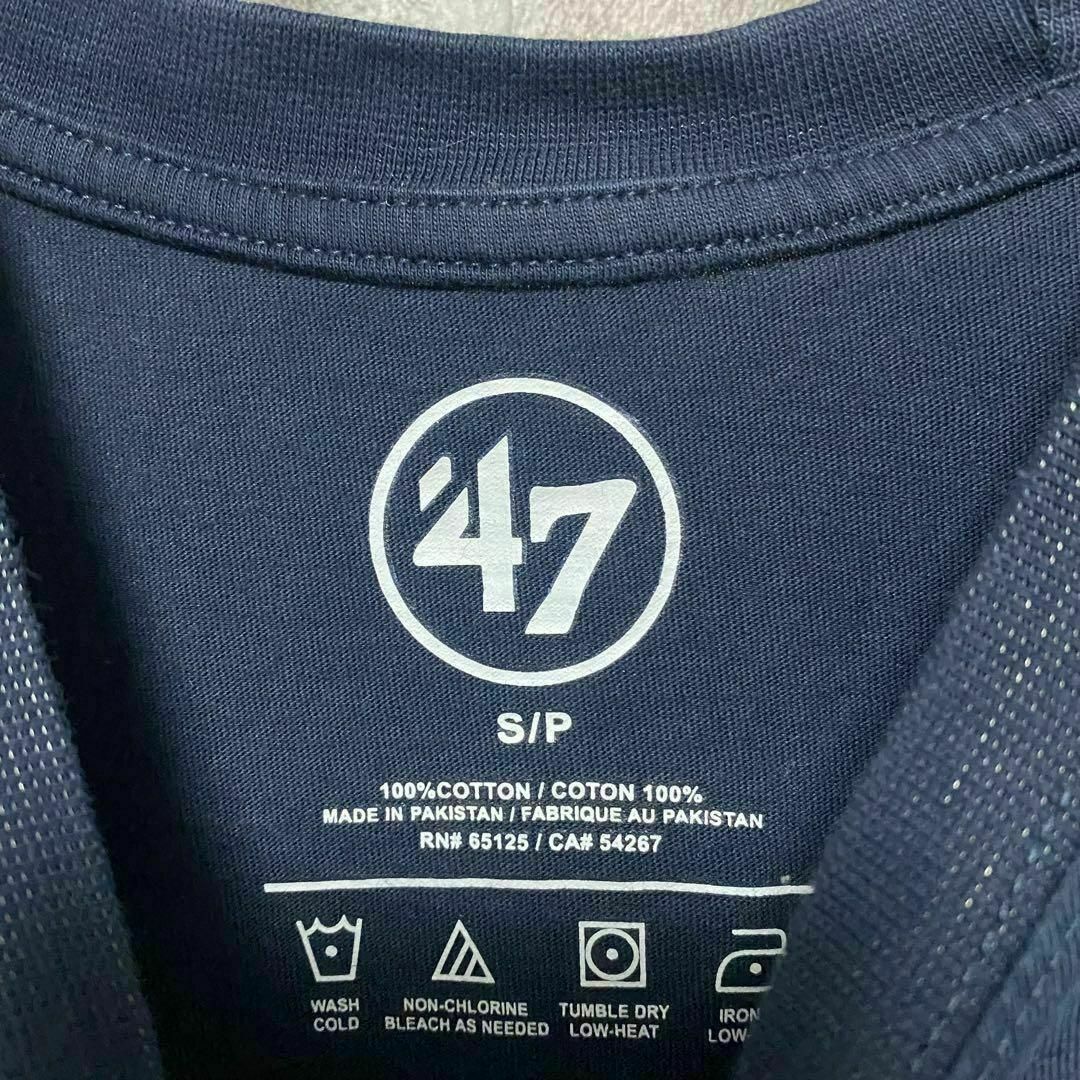 '47
S/P
100%COTTON / COTON 100%
MADE IN PAKISTAN / FABRIQUE AU PAKISTAN
RN# 65125 / CA# 54267
WASH
COLD
NON-CHLORINE
BLEACH AS NEEDED
TUMBLE DRY
LOW-HEAT
IRON
LOW-